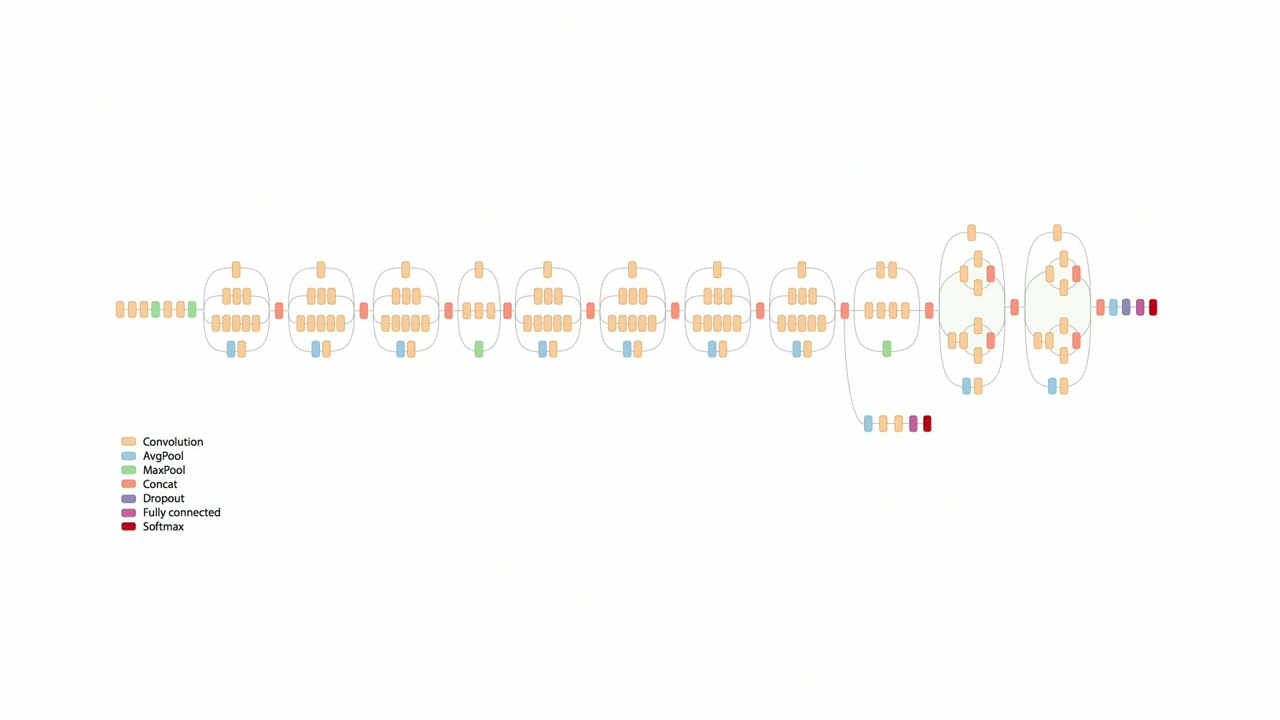 Convolution
AvgPool
MaxPool
Concat
Dropout
Fully connected
Softmax